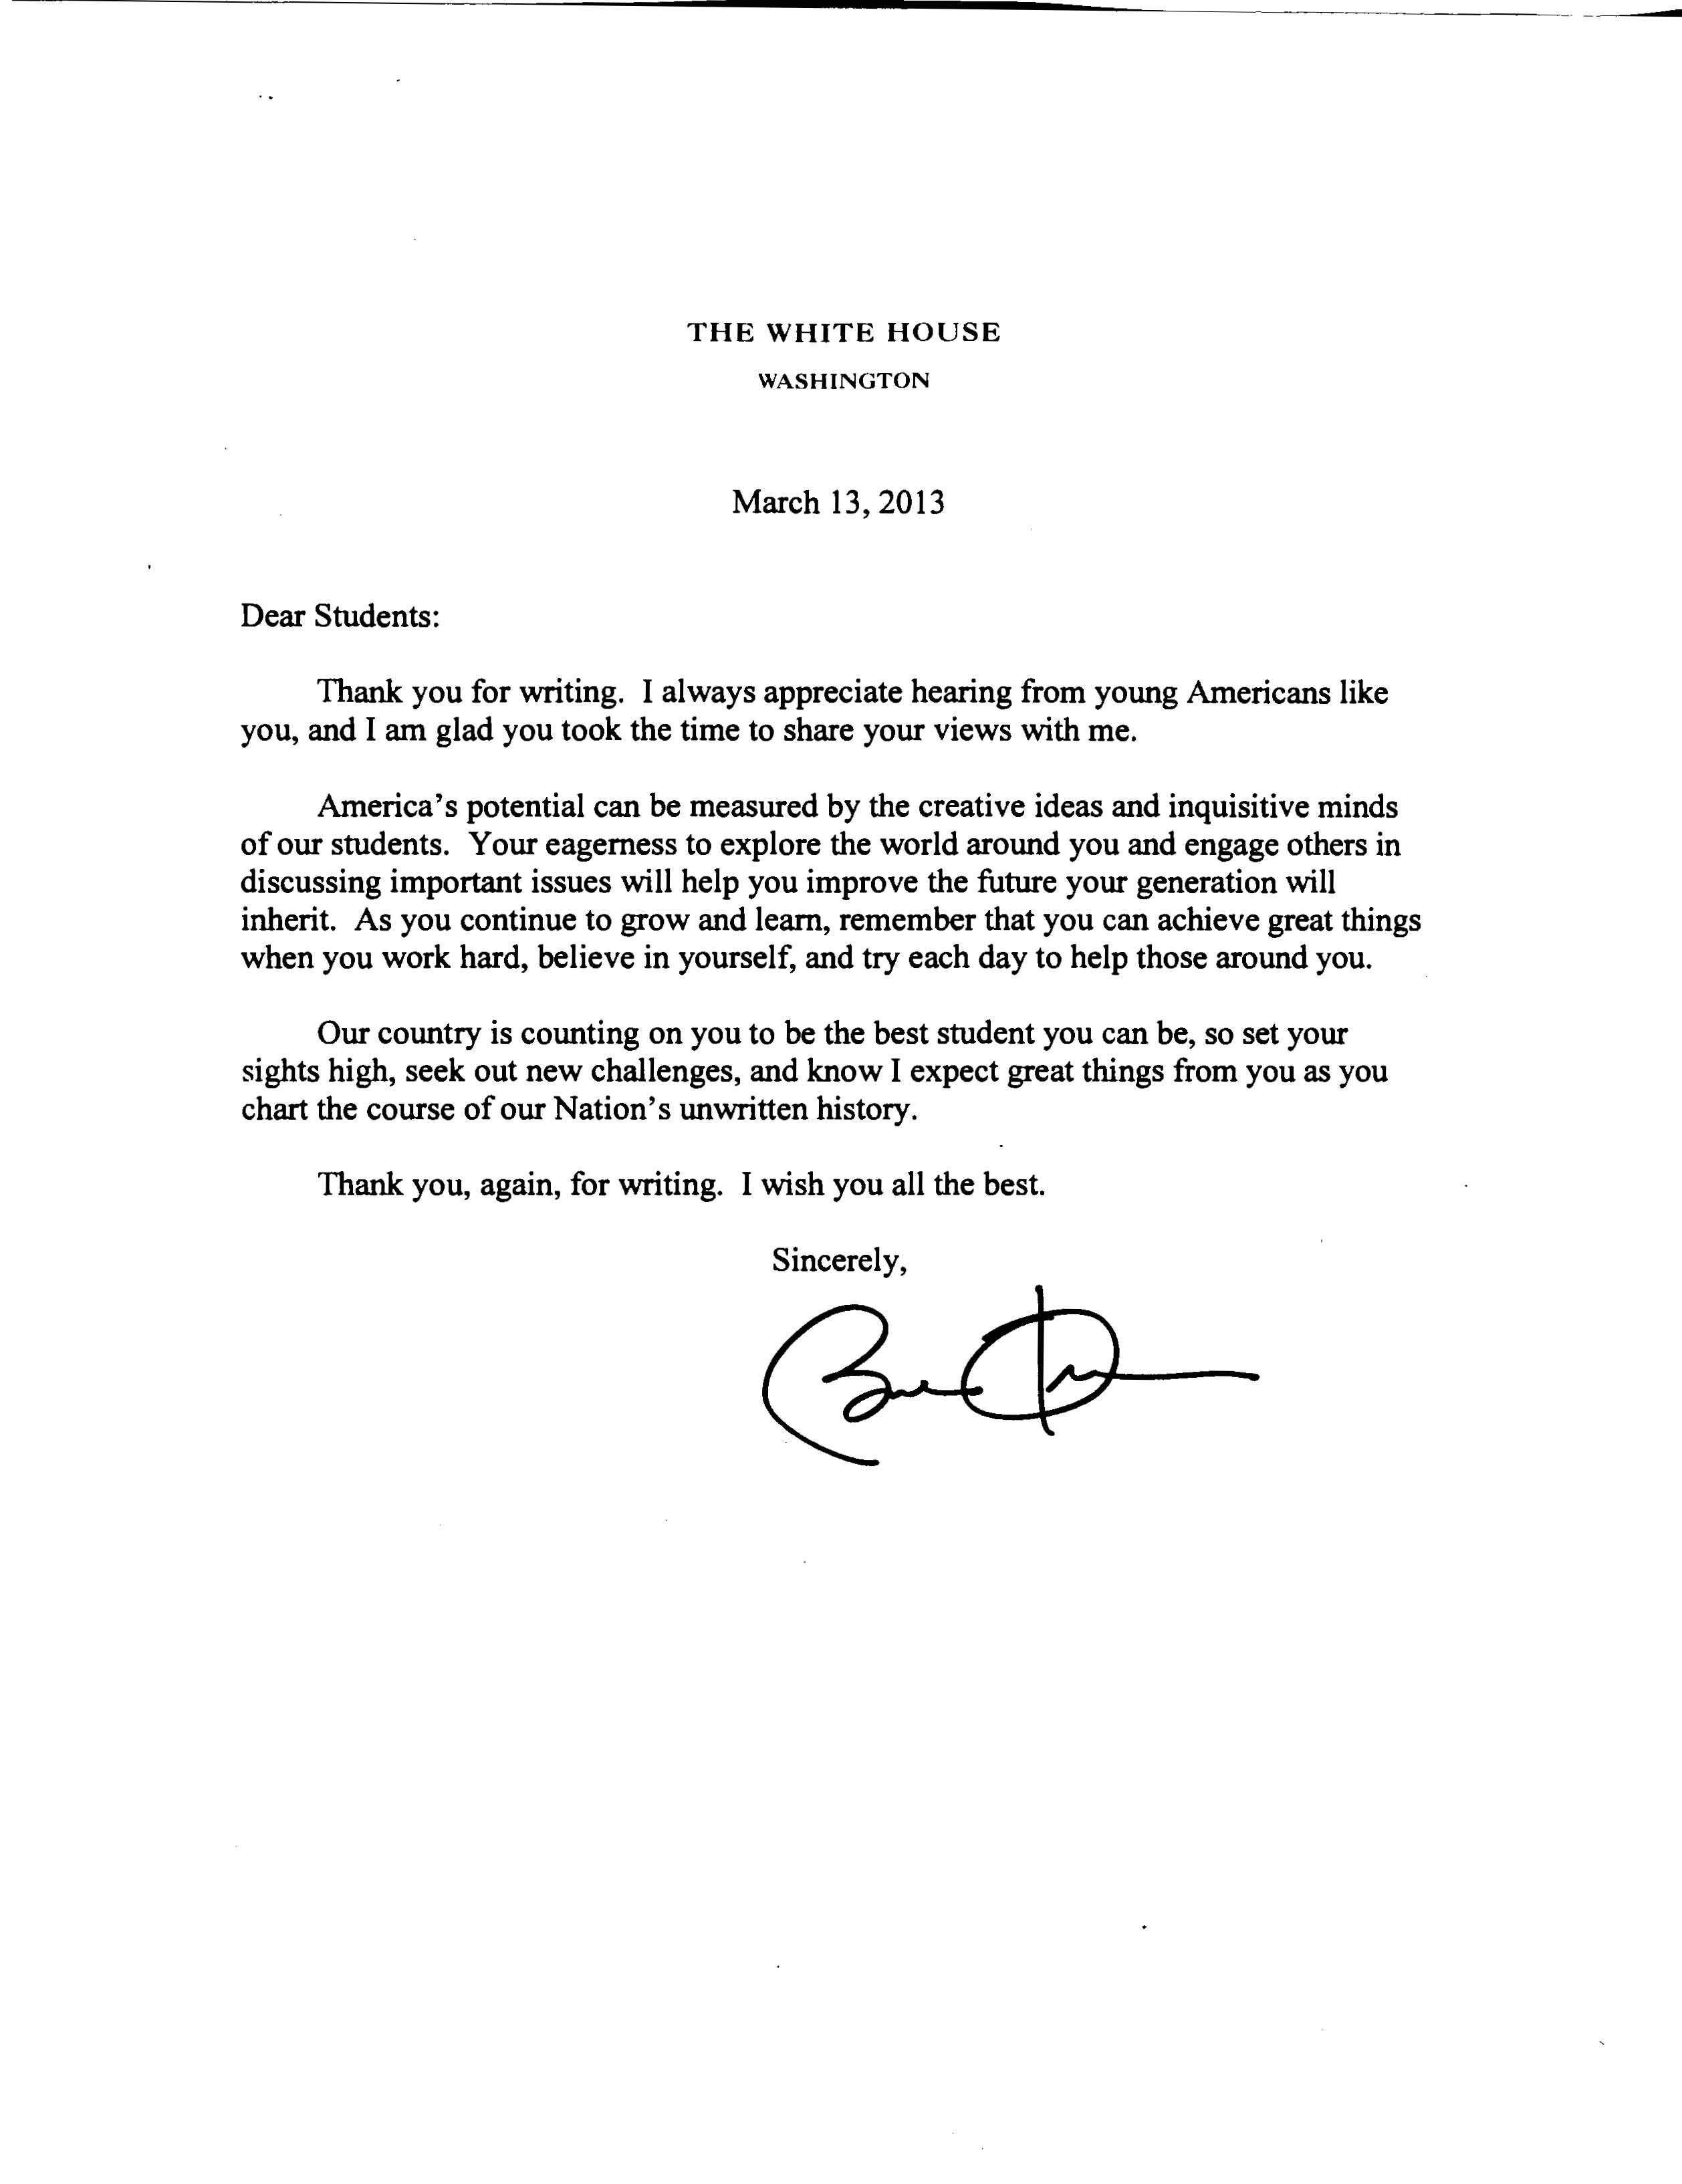 THE WHITE HOUSE
WASHINGTON
March 13, 2013
Dear Students:
Thank you for writing.  I always appreciate hearing from young Americans like
you, and I am glad you took the time to share your views with me.
America's potential can be measured by the creative ideas and inquisitive minds
of our students.  Your eagerness to explore the world around you and engage others in
discussing important issues will help you improve the future your generation will
inherit.  As you continue to grow and learn, remember that you can achieve great things
when you work hard, believe in yourself, and try each day to help those around you.
Our country is counting on you to be the best student you can be, so set your
sights high, seek out new challenges, and know I expect great things from you as you
chart the course of our Nation's unwritten history.
Thank you, again, for writing.  I wish you all the best.
Sincerely,